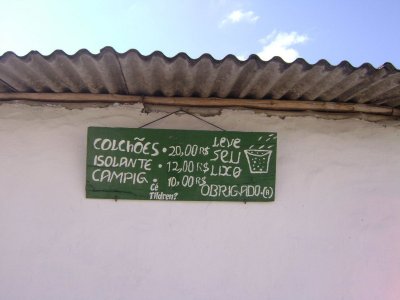 COLCHÕES • 20,00 R$
ISOLANTE • 12,00 R$
CAMPIG • 10,00 R$
Leve
SEU
LIXO
OBRIGADO